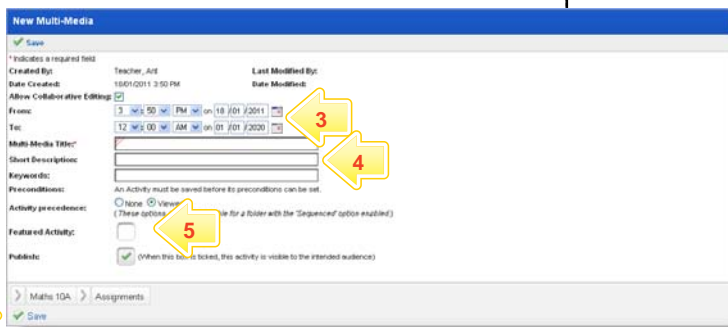 New Multi-Media
Save
* Indicates a required field
Created By: Teacher, Ard Last Modified By:
Date Created: 18/01/2011 3:50 PM Date Modified:
Allow Collaborative Editing:
From: 3 : 50 PM on 18 /01 /2011
3
To: 12 : 00 AM on 01 /01 /2020
Multi-Media Title:*
Short Description:
4
Keywords:
Preconditions: An Activity must be saved before its preconditions can be set.
Activity precedence: None
(These options for a folder with the 'Sequenced' option enabled)
Featured Activity:
5
Publish: (When this box is ticked, this activity is visible to the intended audience)
Maths 10A Assignments
Save